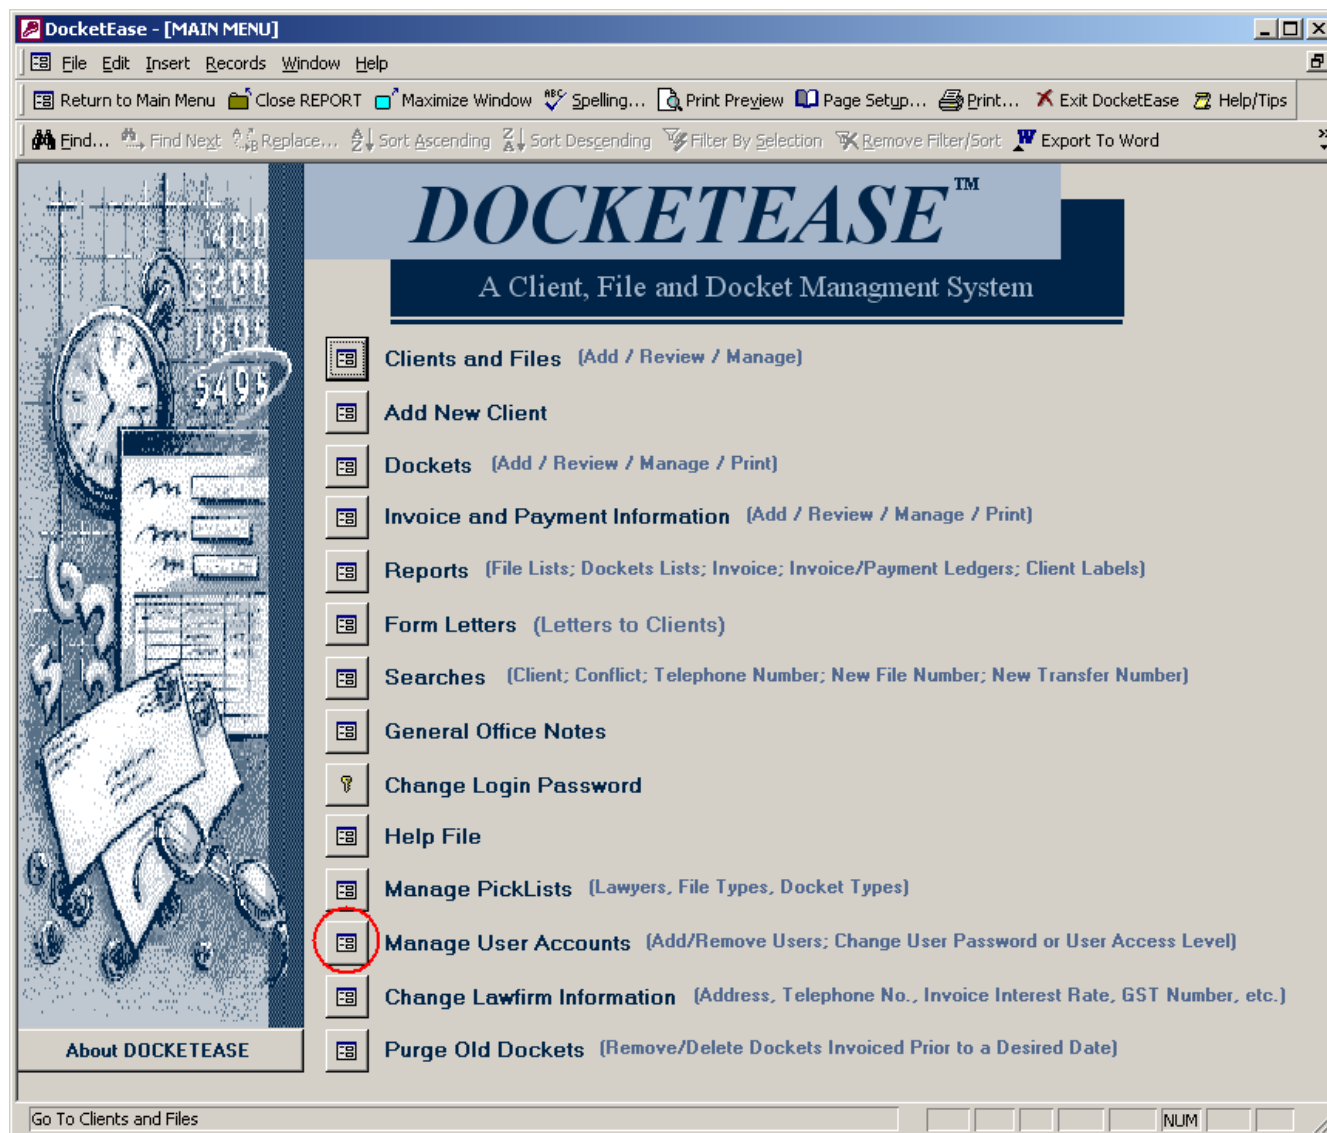 DocketEase - [MAIN MENU]
File Edit Insert Records Window Help
Return to Main Menu Close REPORT Maximize Window Spelling... Print Preview Page Setup... Print... Exit DocketEase Help/Tips
Find... Find Next Replace... Sort Ascending Sort Descending Filter By Selection Remove Filter/Sort Export To Word
400
3200
1895
5495
DOCKETEASE™
A Client, File and Docket Managment System
Clients and Files (Add / Review / Manage)
Add New Client
Dockets (Add / Review / Manage / Print)
Invoice and Payment Information (Add / Review / Manage / Print)
Reports (File Lists; Dockets Lists; Invoice; Invoice/Payment Ledgers; Client Labels)
Form Letters (Letters to Clients)
Searches (Client; Conflict; Telephone Number; New File Number; New Transfer Number)
General Office Notes
Change Login Password
Help File
Manage PickLists (Lawyers, File Types, Docket Types)
Manage User Accounts (Add/Remove Users; Change User Password or User Access Level)
Change Lawfirm Information (Address, Telephone No., Invoice Interest Rate, GST Number, etc.)
About DOCKETEASE
Purge Old Dockets (Remove/Delete Dockets Invoiced Prior to a Desired Date)
Go To Clients and Files NUM